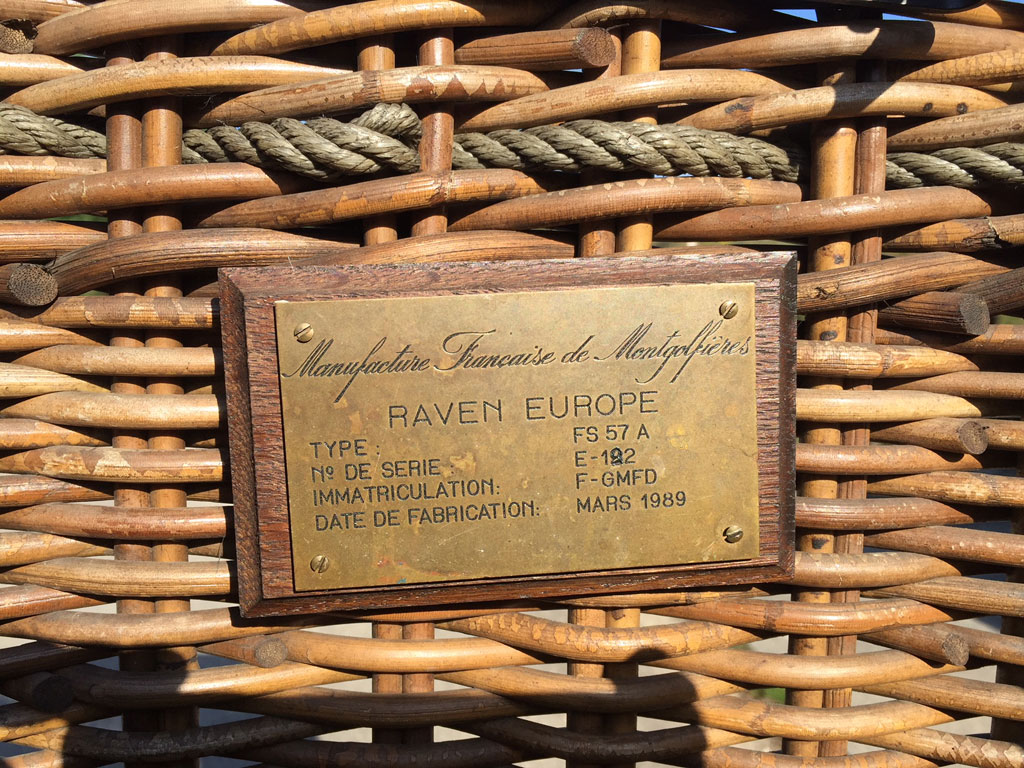 Manufacture Française de Montgolfières
RAVEN EUROPE
TYPE : FS 57 A
Nº DE SERIE : E-192
IMMATRICULATION: F-GMFD
DATE DE FABRICATION: MARS 1989